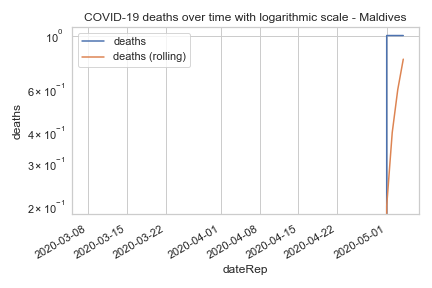 COVID-19 deaths over time with logarithmic scale - Maldives
10⁰
deaths
deaths (rolling)
6 × 10⁻¹
4 × 10⁻¹
3 × 10⁻¹
2 × 10⁻¹
deaths
2020-03-08
2020-03-15
2020-03-22
2020-04-01
2020-04-08
2020-04-15
2020-04-22
2020-05-01
dateRep